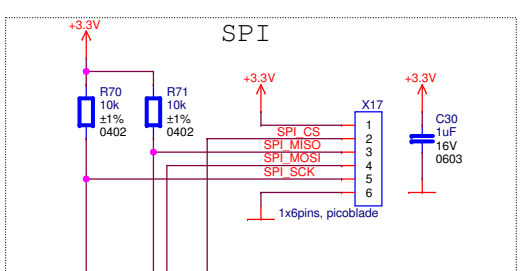 SPI
+3.3V
R70
10k
±1%
0402
R71
10k
±1%
0402
+3.3V
SPI_CS
SPI_MISO
SPI_MOSI
SPI_SCK
X17
1
2
3
4
5
6
1x6pins, picoblade
+3.3V
C30
1uF
16V
0603